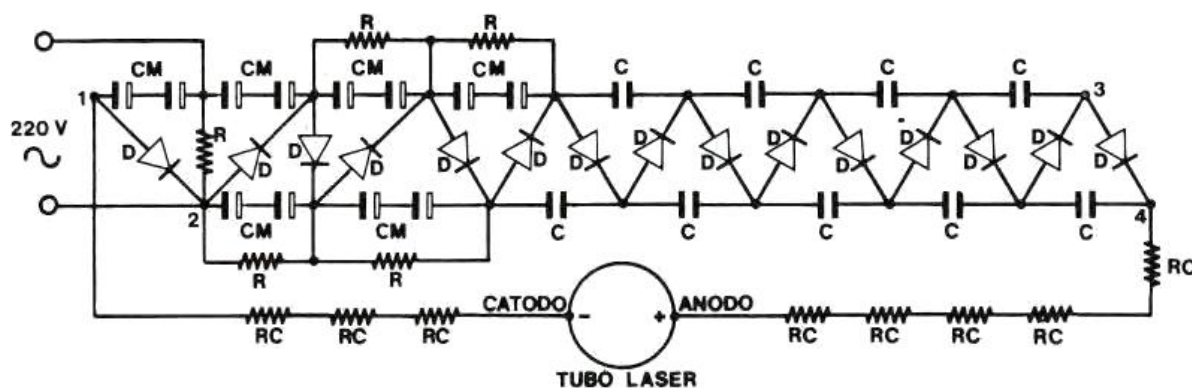 R R
CM CM CM CM C C C C
1 3
220 V
R
D D D D D D D D D D D D D D
2 CM CM C C C C C 4
R R
RC
CATODO - + ANODO
RC RC RC RC RC RC RC
TUBO LASER